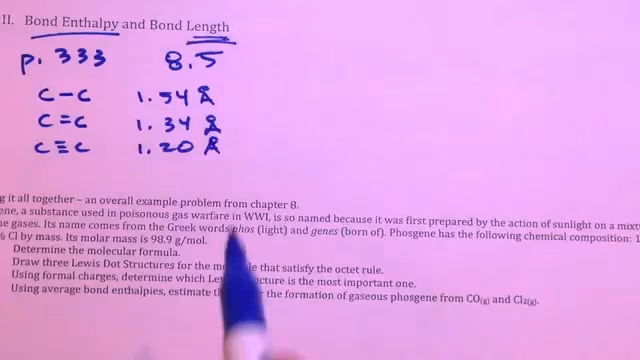 II. Bond Enthalpy and Bond Length
p. 333 8.5
C-C 1.54 Å
C=C 1.34 Å
C≡C 1.20 Å
g it all together – an overall example problem from chapter 8.
ene, a substance used in poisonous gas warfare in WWI, is so named because it was first prepared by the action of sunlight on a mixt
ne gases. Its name comes from the Greek words phos (light) and genes (born of). Phosgene has the following chemical composition: 1
% Cl by mass. Its molar mass is 98.9 g/mol.
Determine the molecular formula.
Draw three Lewis Dot Structures for the that satisfy the octet rule.
Using formal charges, determine which structure is the most important one.
Using average bond enthalpies, estimate the formation of gaseous phosgene from CO(g) and Cl2(g).